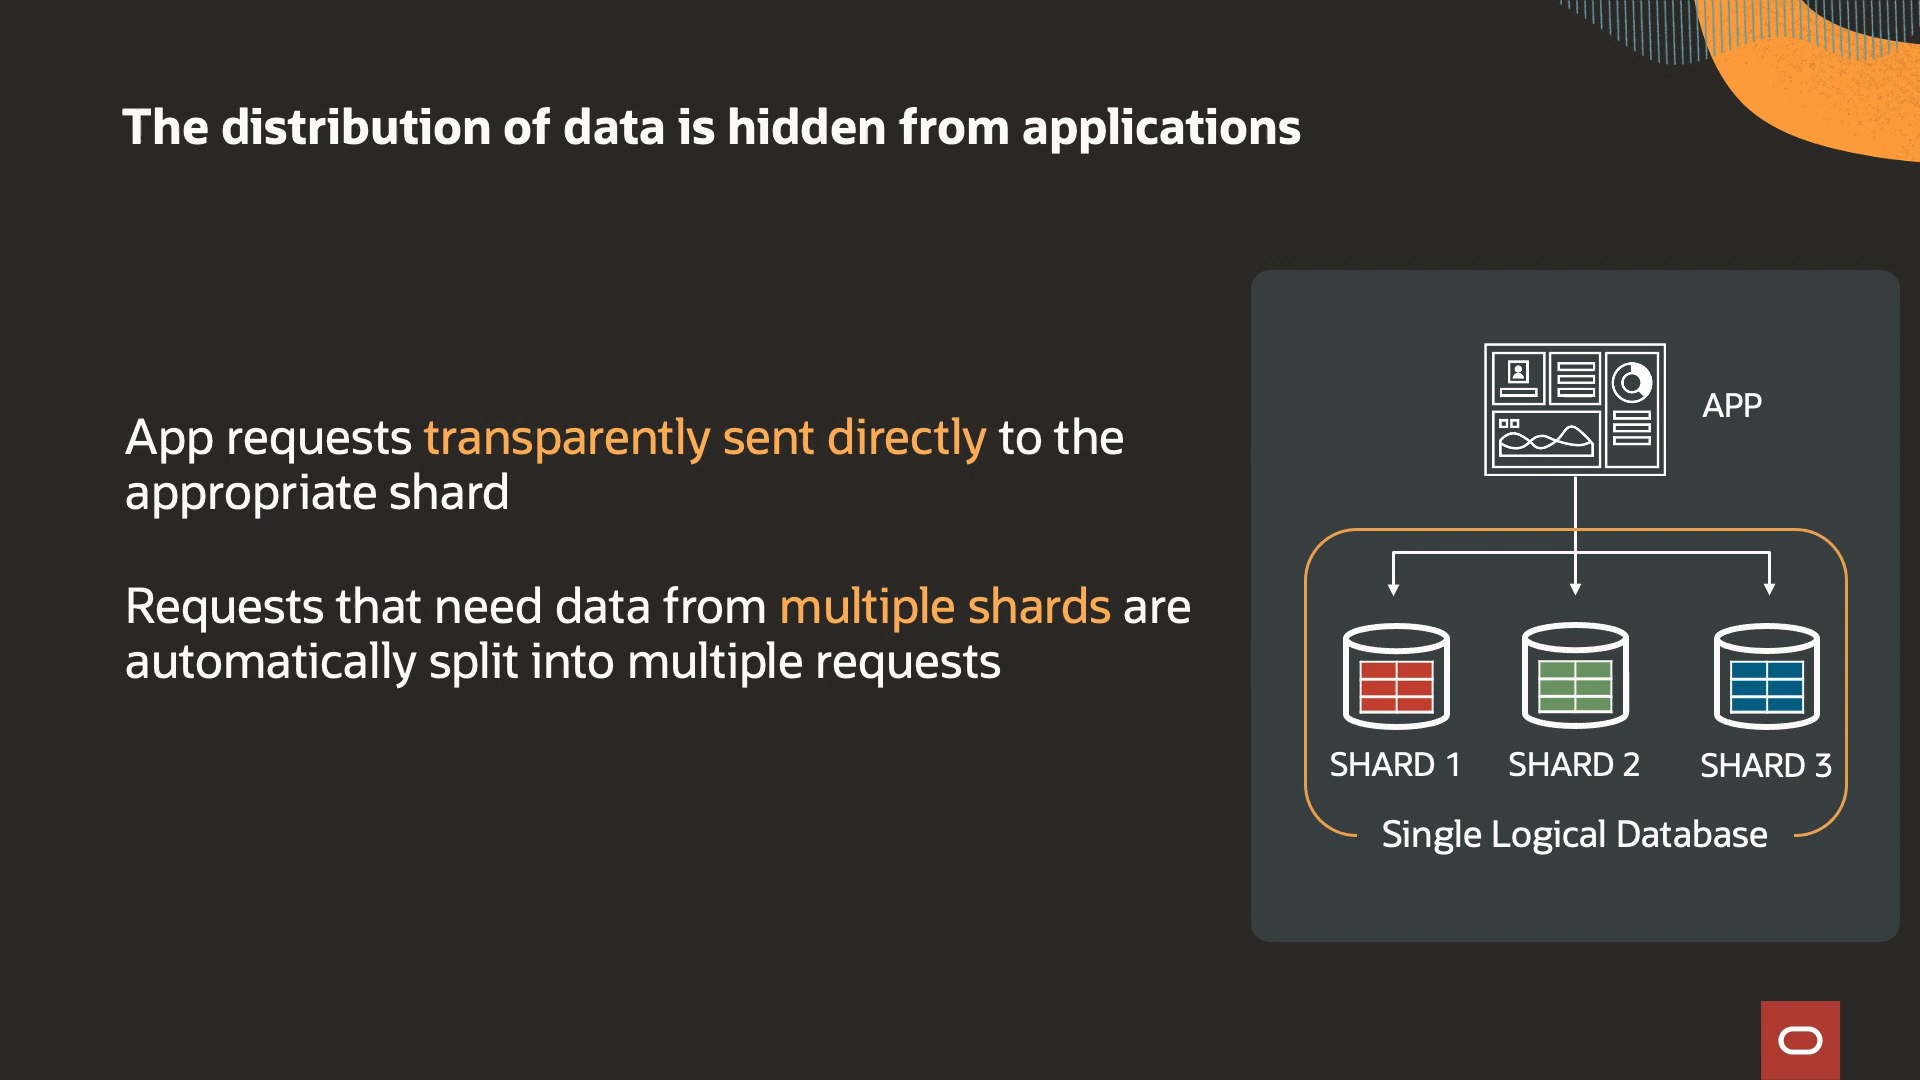 The distribution of data is hidden from applications
App requests transparently sent directly to the
appropriate shard
Requests that need data from multiple shards are
automatically split into multiple requests
APP
SHARD 1
SHARD 2
SHARD 3
Single Logical Database